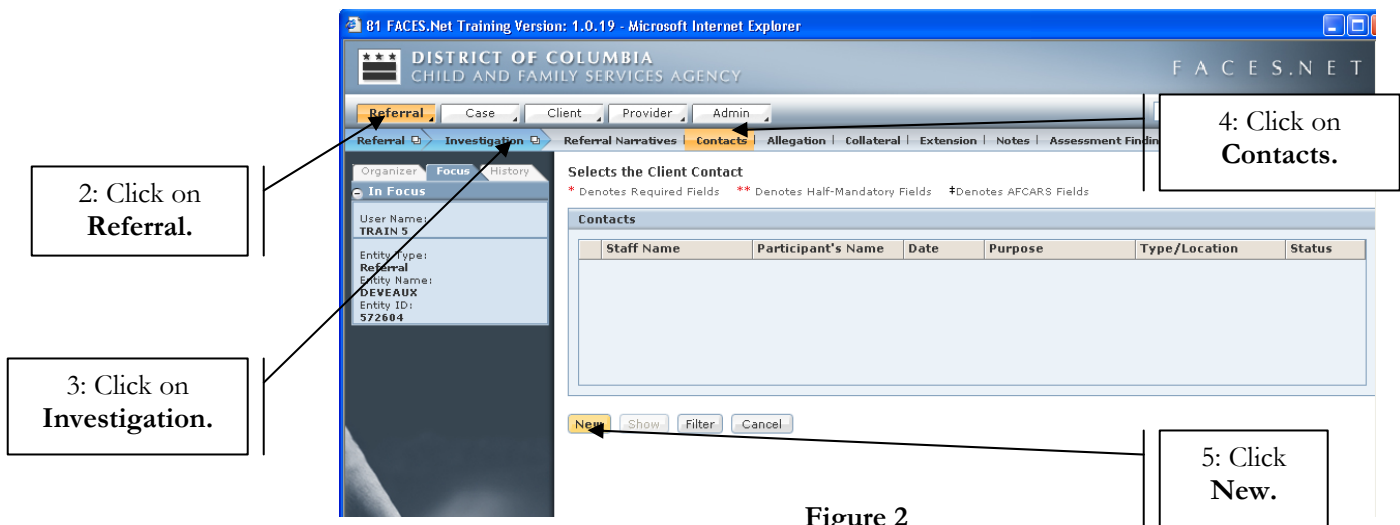 81 FACES.Net Training Version: 1.0.19 - Microsoft Internet Explorer
DISTRICT OF COLUMBIA
CHILD AND FAMILY SERVICES AGENCY
FACES.NET
Referral Case Client Provider Admin
Referral Investigation Referral Narratives Contacts Allegation Collateral Extension Notes Assessment
4: Click on
Contacts.
Organizer Focus History
In Focus
User Name:
TRAIN 5
Entity Type:
Referral
Entity Name:
DEVEAUX
Entity ID:
572604
Selects the Client Contact
* Denotes Required Fields ** Denotes Half-Mandatory Fields ‡Denotes AFCARS Fields
Contacts
Staff Name Participant's Name Date Purpose Type/Location Status
New Show Filter Cancel
2: Click on
Referral.
3: Click on
Investigation.
5: Click
New.
Figure 2